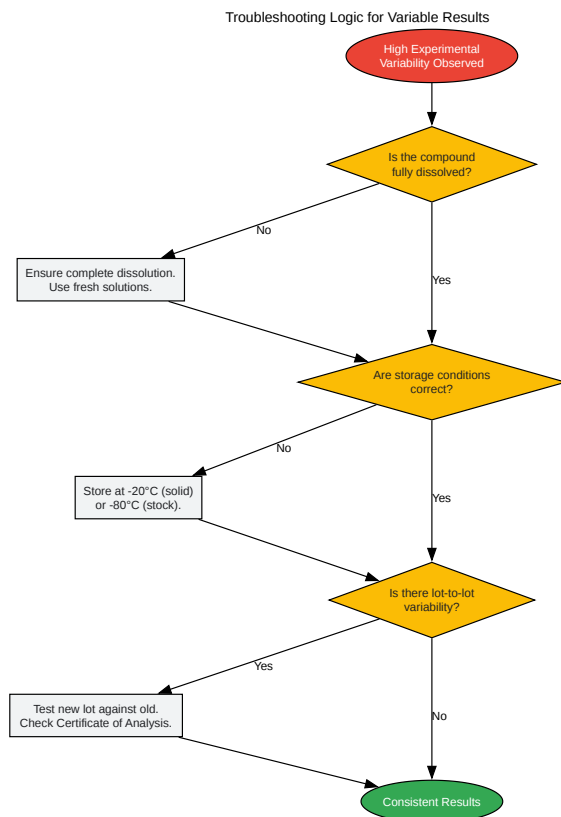 Troubleshooting Logic for Variable Results
High Experimental
Variability Observed
Is the compound
fully dissolved?
No
Yes
Ensure complete dissolution.
Use fresh solutions.
Are storage conditions
correct?
No
Yes
Store at -20°C (solid)
or -80°C (stock).
Is there lot-to-lot
variability?
Yes
No
Test new lot against old.
Check Certificate of Analysis.
Consistent Results